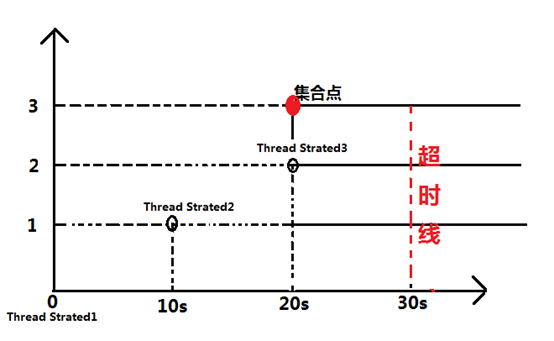 集合点
3
Thread Strated3
超
2
时
Thread Strated2
线
1
0
10s
20s
30s
Thread Strated1